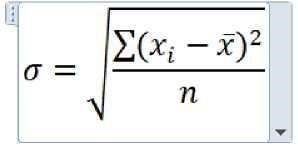 σ = √(∑(xᵢ − x̄)² / n)